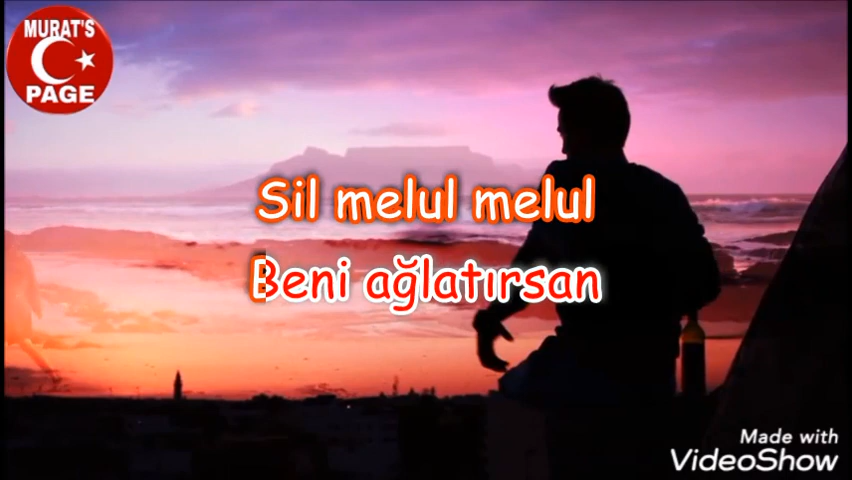 MURAT'S
PAGE
Sil melul melul
Beni ağlatırsan
Made with
VideoShow